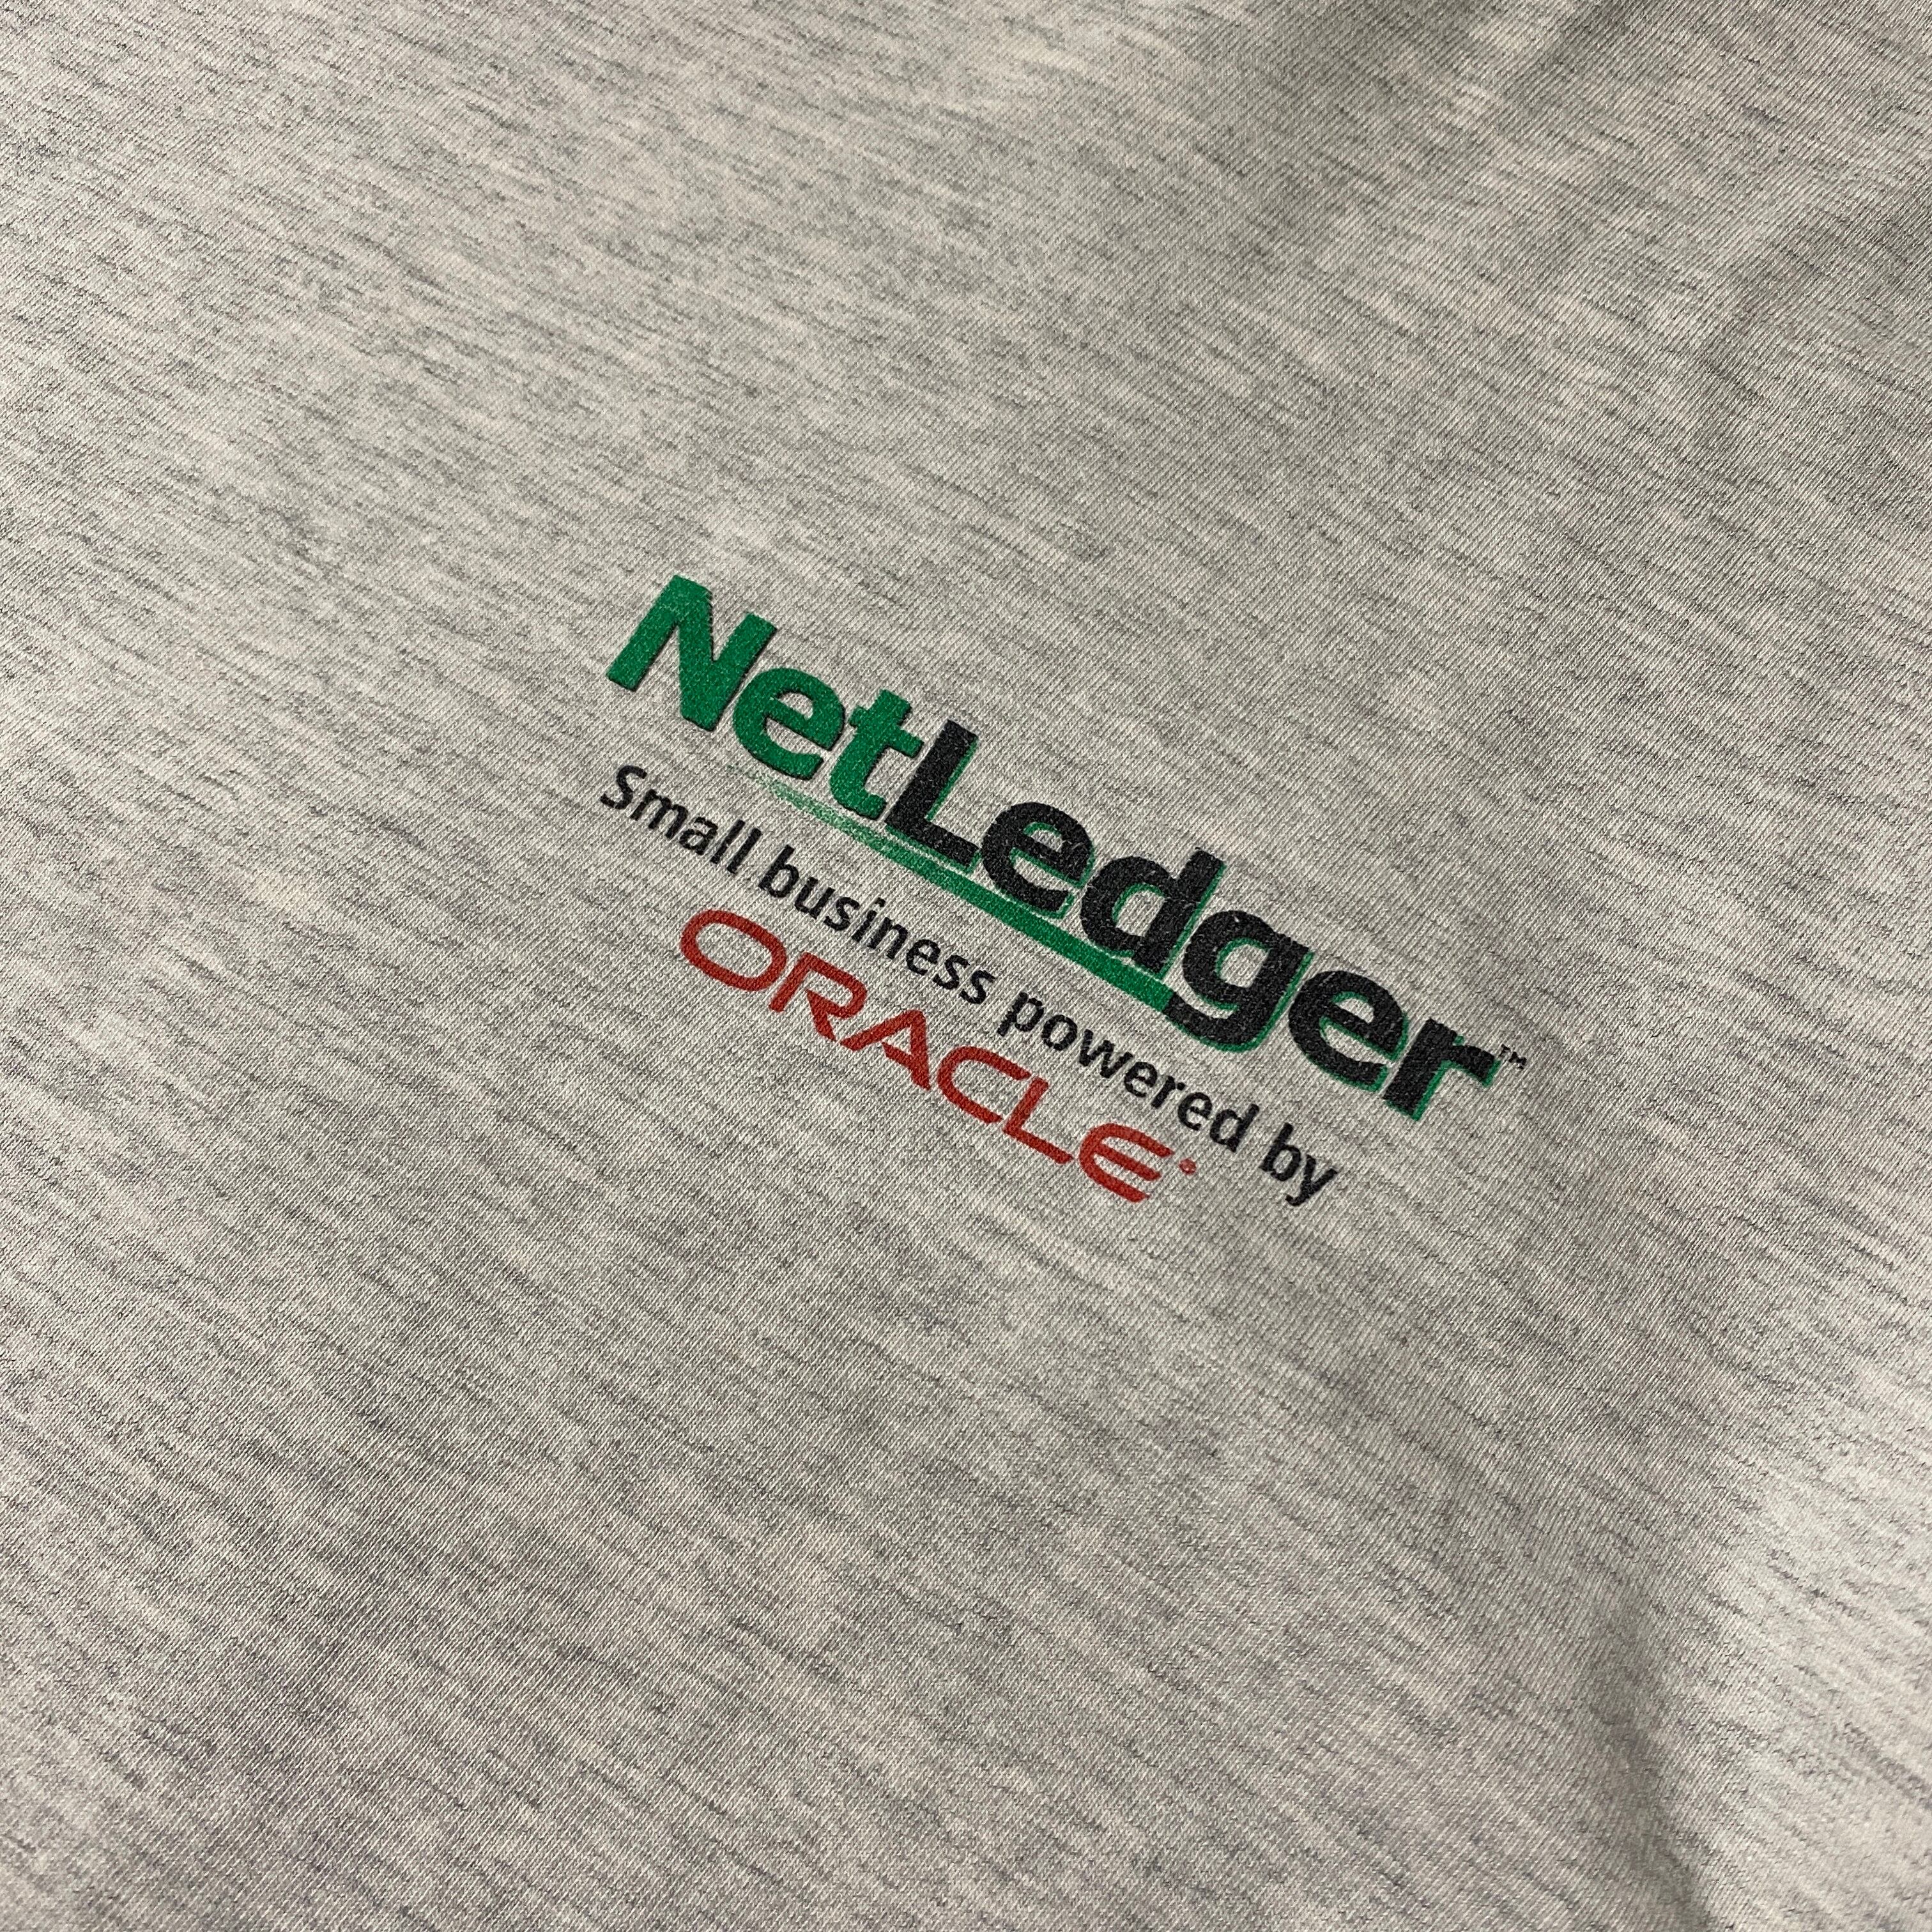 NetLedger™
Small business powered by
ORACLE®